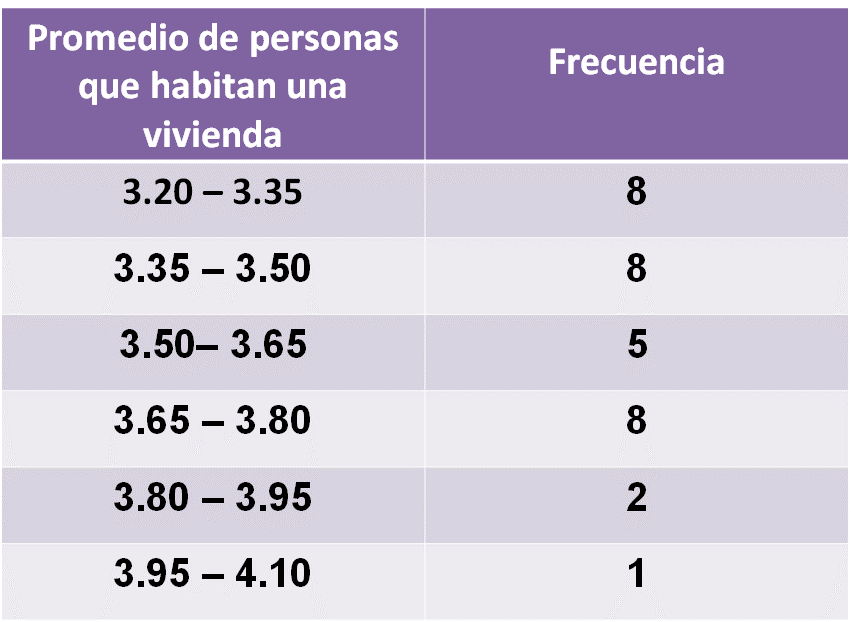 Promedio de personas
que habitan una
vivienda
Frecuencia
3.20 – 3.35 8
3.35 – 3.50 8
3.50– 3.65 5
3.65 – 3.80 8
3.80 – 3.95 2
3.95 – 4.10 1